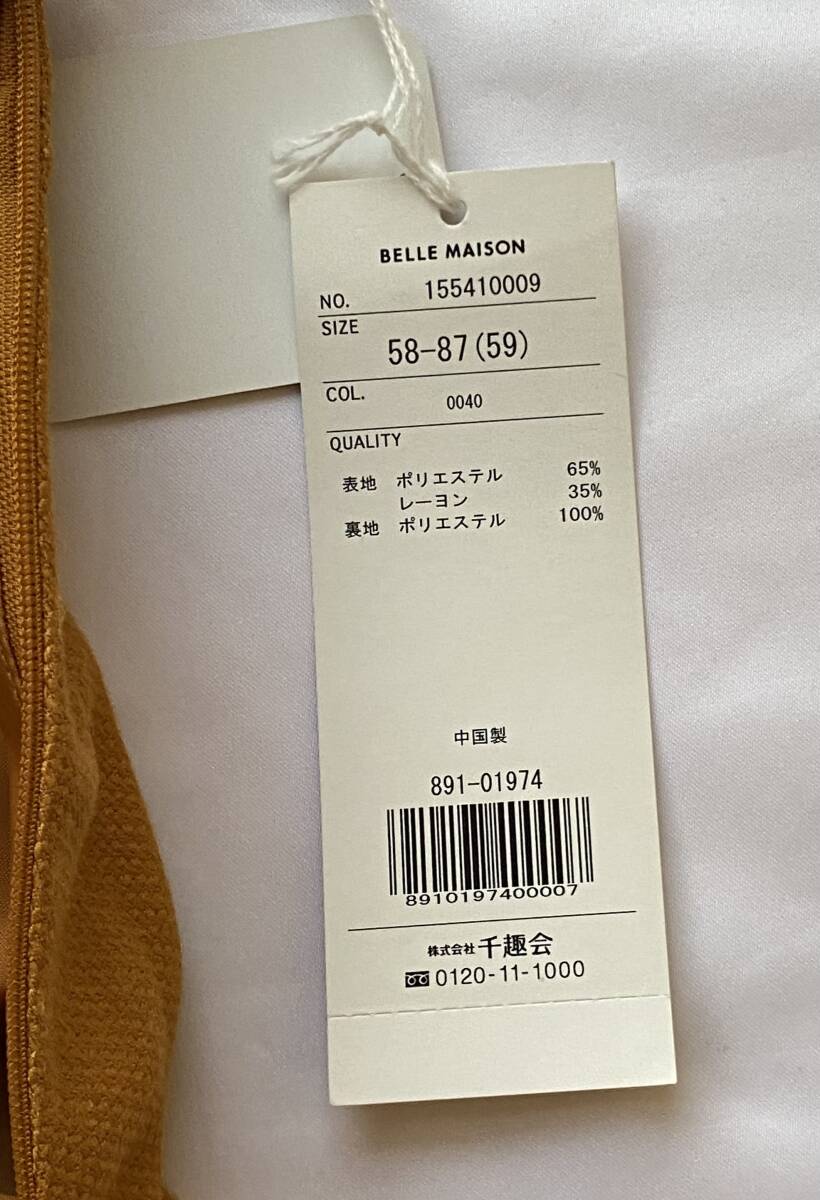 BELLE MAISON
NO. 155410009
SIZE
58-87(59)
COL.
0040
QUALITY
表地 ポリエステル 65%
レーヨン 35%
裏地 ポリエステル 100%
中国製
891-01974
8910197400007
株式会社千趣会
0120-11-1000